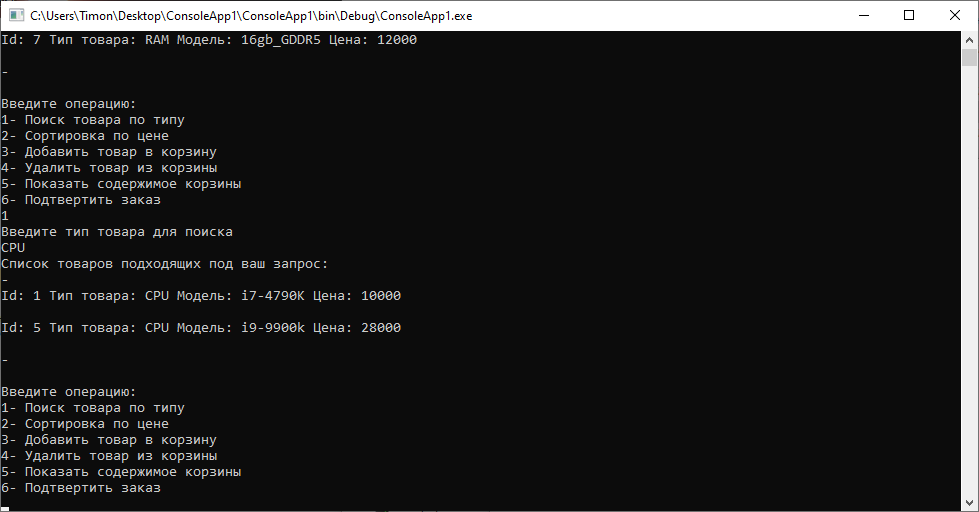 C:\Users\Timon\Desktop\ConsoleApp1\ConsoleApp1\bin\Debug\ConsoleApp1.exe
Id: 7 Тип товара: RAM Модель: 16gb_GDDR5 Цена: 12000
-
Введите операцию:
1- Поиск товара по типу
2- Сортировка по цене
3- Добавить товар в корзину
4- Удалить товар из корзины
5- Показать содержимое корзины
6- Подтвертить заказ
1
Введите тип товара для поиска
CPU
Список товаров подходящих под ваш запрос:
-
Id: 1 Тип товара: CPU Модель: i7-4790K Цена: 10000
Id: 5 Тип товара: CPU Модель: i9-9900k Цена: 28000
-
Введите операцию:
1- Поиск товара по типу
2- Сортировка по цене
3- Добавить товар в корзину
4- Удалить товар из корзины
5- Показать содержимое корзины
6- Подтвертить заказ